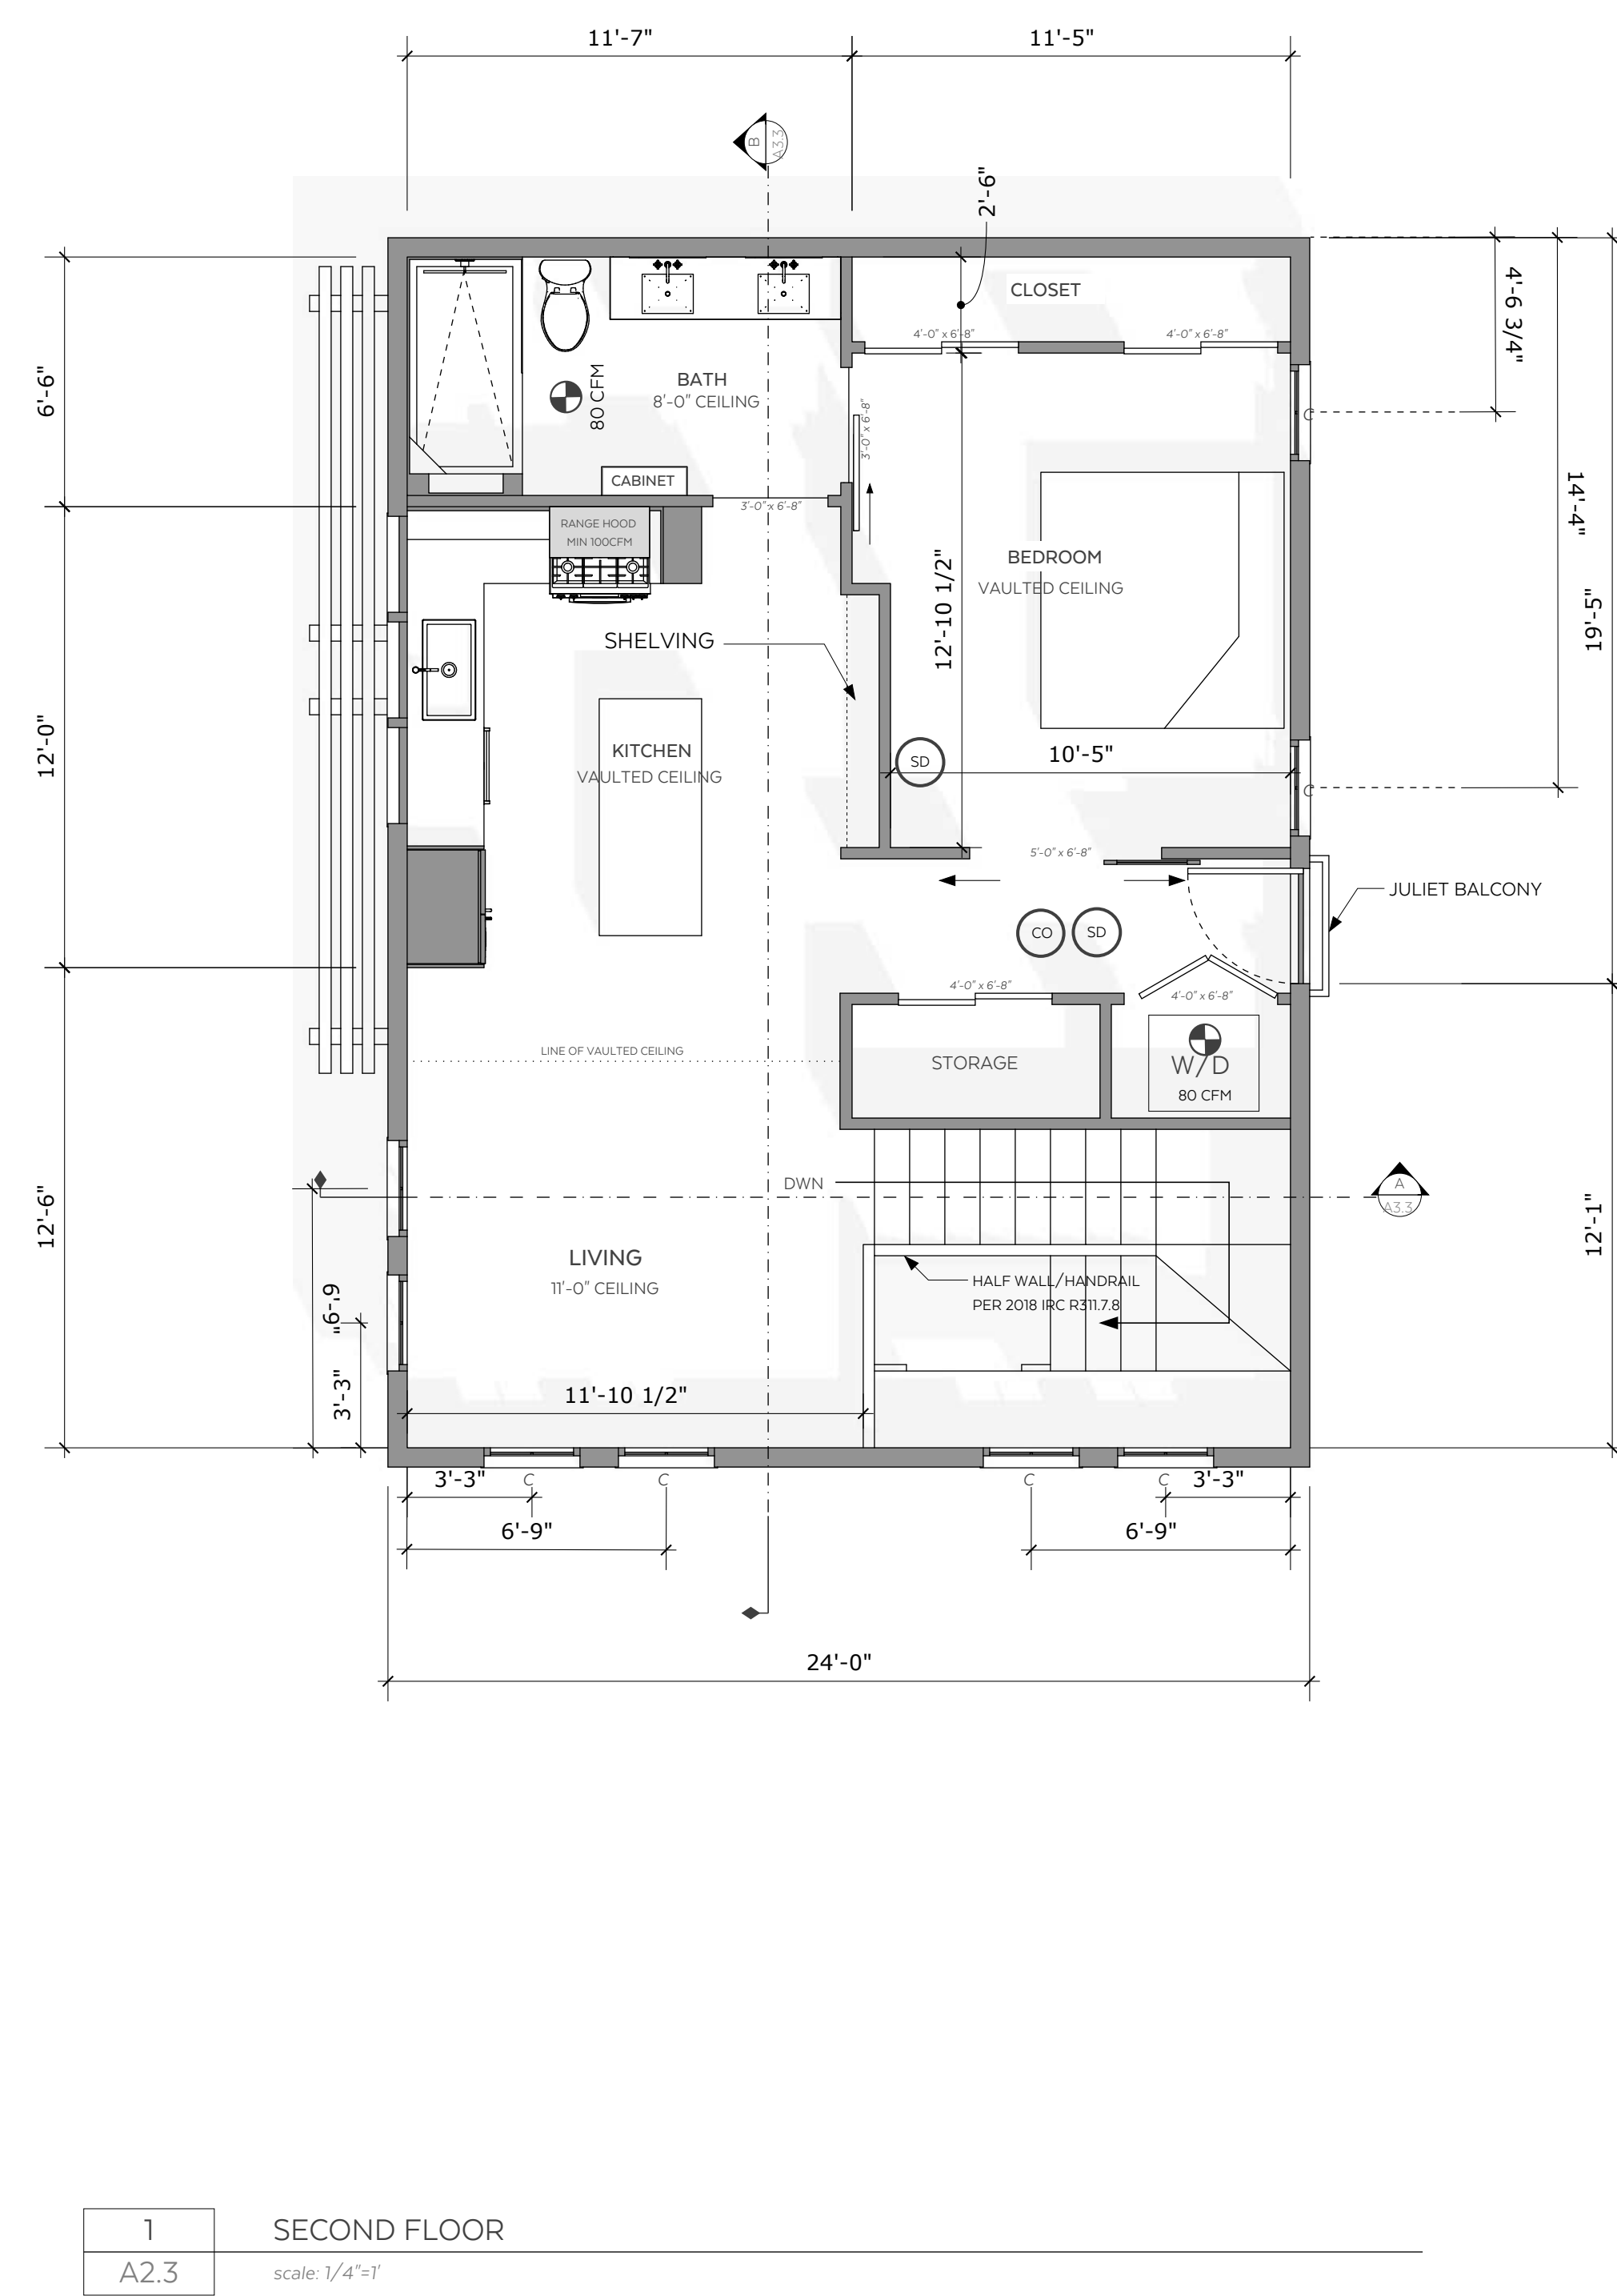 11'-7"
11'-5"
B
A3.3
2'-6"
CLOSET
4'-0" x 6'-8"
4'-0" x 6'-8"
4'-6 3/4"
C
BATH
8'-0" CEILING
80 CFM
6'-6"
3'-0" x 6'-8"
CABINET
3'-0" x 6'-8"
RANGE HOOD
MIN 100CFM
14'-4"
BEDROOM
VAULTED CEILING
12'-10 1/2"
19'-5"
SHELVING
12'-0"
KITCHEN
VAULTED CEILING
SD
10'-5"
C
5'-0" x 6'-8"
JULIET BALCONY
CO
SD
4'-0" x 6'-8"
4'-0" x 6'-8"
LINE OF VAULTED CEILING
STORAGE
W/D
80 CFM
DWN
A
A3.3
12'-6"
12'-1"
LIVING
11'-0" CEILING
HALF WALL/HANDRAIL
PER 2018 IRC R311.7.8
6'-9"
3'-3"
11'-10 1/2"
3'-3"
C
C
C
C
3'-3"
6'-9"
6'-9"
24'-0"
1
SECOND FLOOR
A2.3
scale: 1/4"=1'